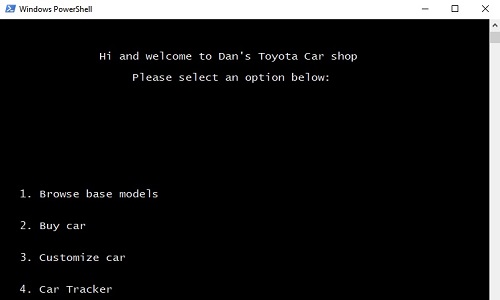 Windows PowerShell
Hi and welcome to Dan's Toyota Car shop
Please select an option below:
1. Browse base models
2. Buy car
3. Customize car
4. Car Tracker